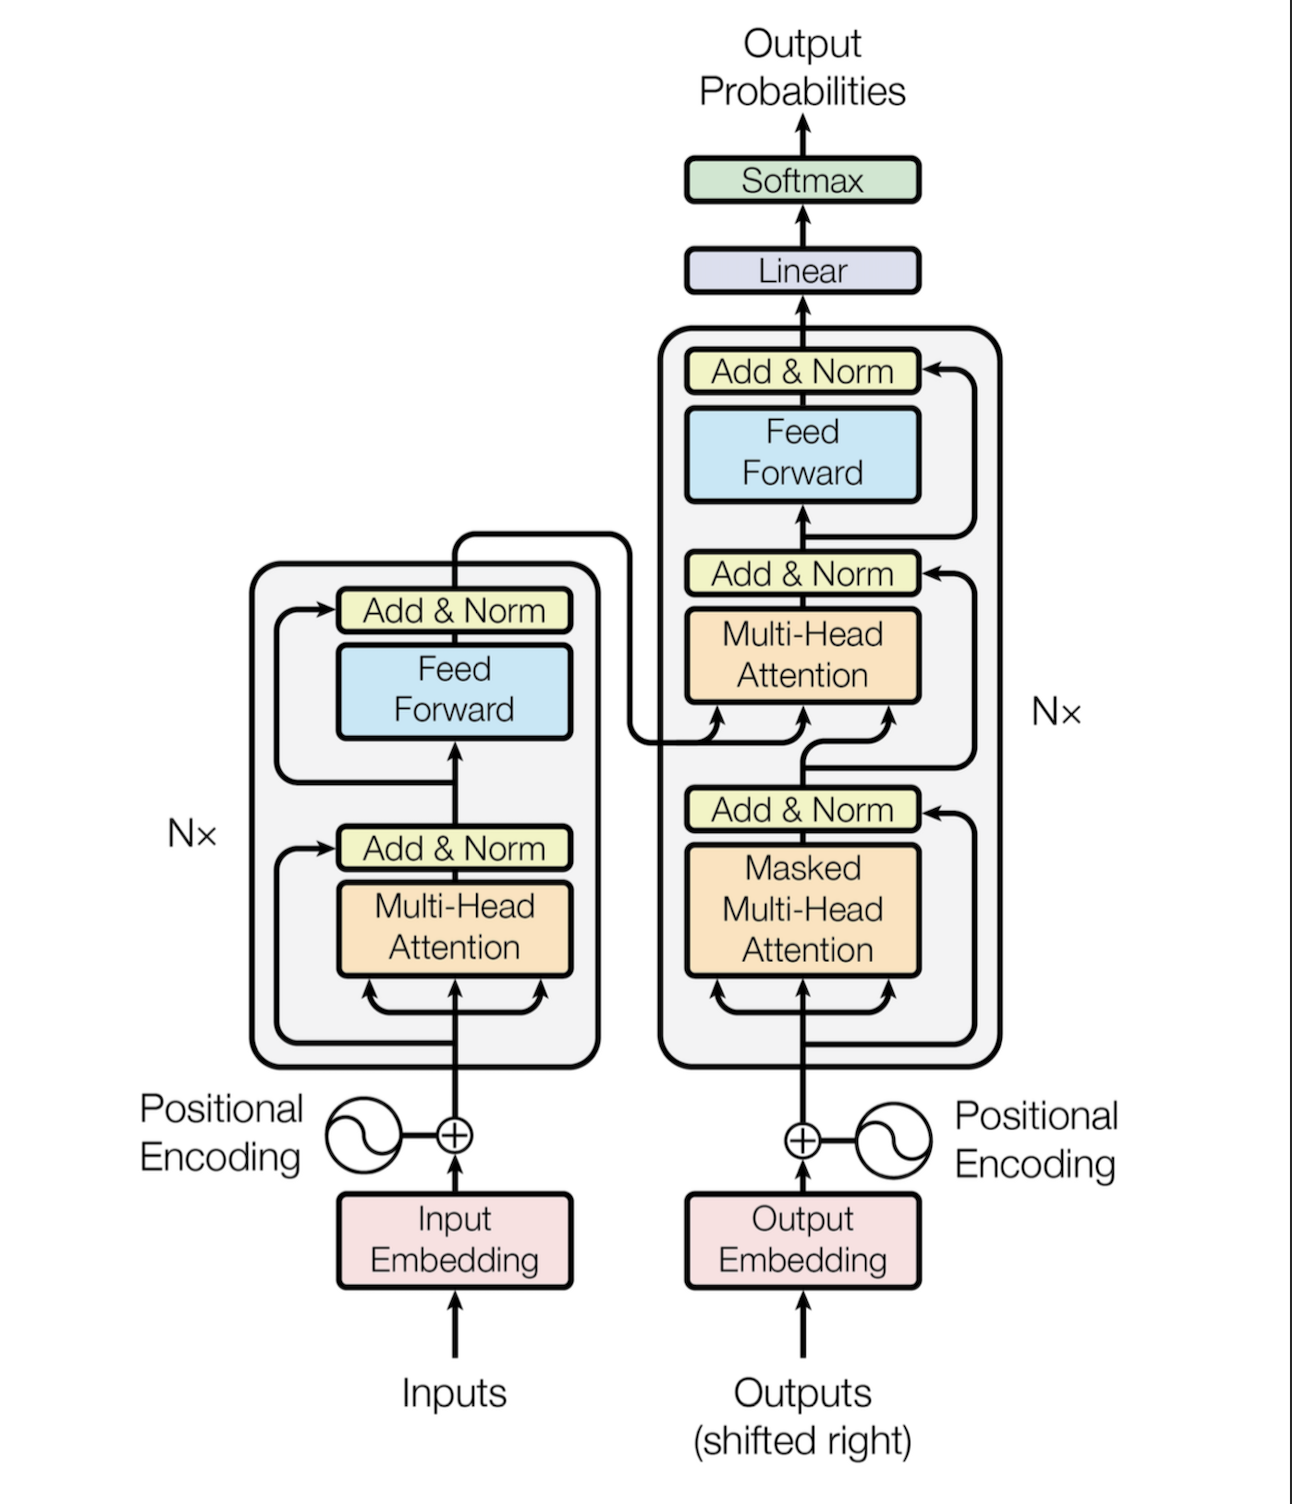 Output
Probabilities
Softmax
Linear
Add & Norm
Feed
Forward
Add & Norm
Multi-Head
Attention
Nx
Add & Norm
Masked
Multi-Head
Attention
Add & Norm
Feed
Forward
Nx
Add & Norm
Multi-Head
Attention
Positional
Encoding
Positional
Encoding
Input
Embedding
Output
Embedding
Inputs
Outputs
(shifted right)